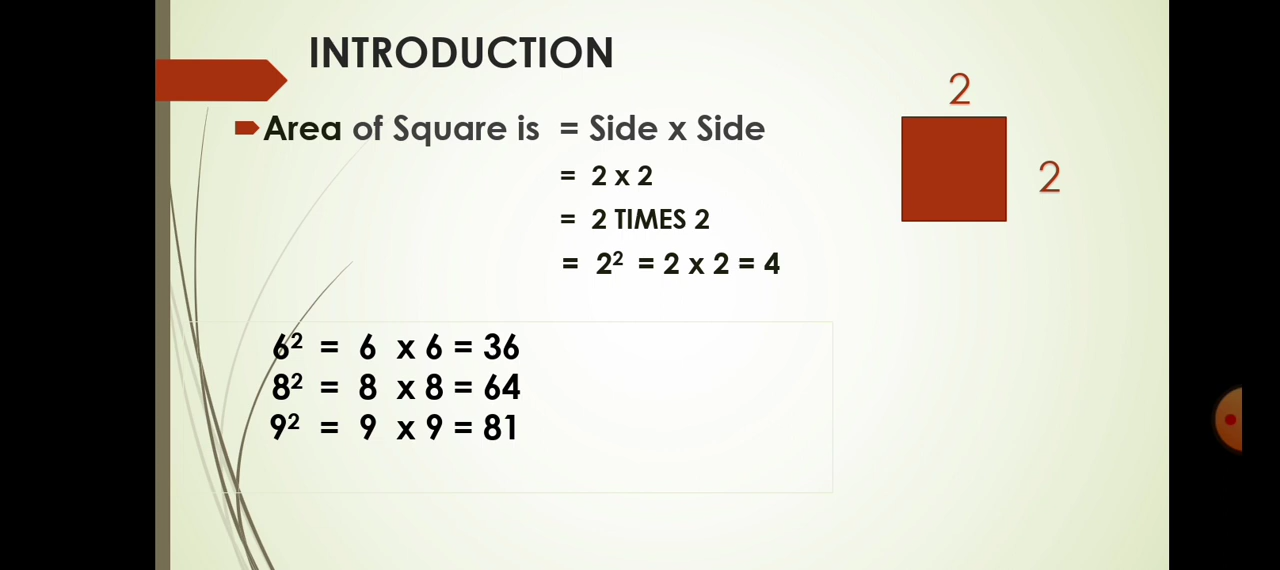 INTRODUCTION
2
Area of Square is = Side x Side
= 2 x 2
2
= 2 TIMES 2
= 2² = 2 x 2 = 4
6² = 6 x 6 = 36
8² = 8 x 8 = 64
9² = 9 x 9 = 81